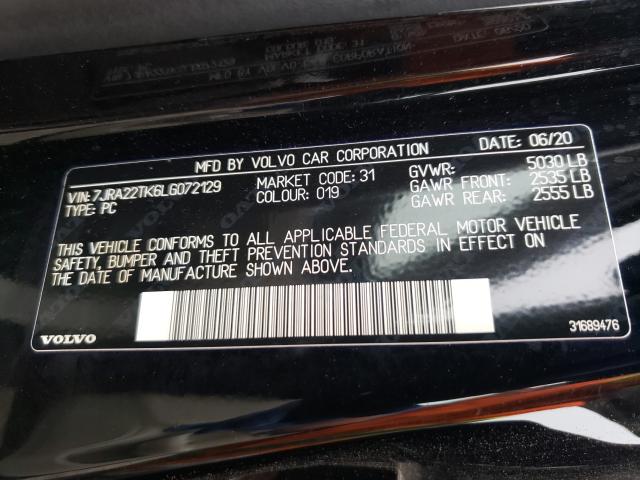 MFD BY VOLVO CAR CORPORATION DATE: 06/20
VIN: 7JRA22TK6LG072129 MARKET CODE: 31 GVWR: 5030 LB
TYPE: PC COLOUR: 019 GAWR FRONT: 2535 LB
GAWR REAR: 2555 LB
THIS VEHICLE CONFORMS TO ALL APPLICABLE FEDERAL MOTOR VEHICLE
SAFETY, BUMPER AND THEFT PREVENTION STANDARDS IN EFFECT ON
THE DATE OF MANUFACTURE SHOWN ABOVE.
VOLVO 31689476